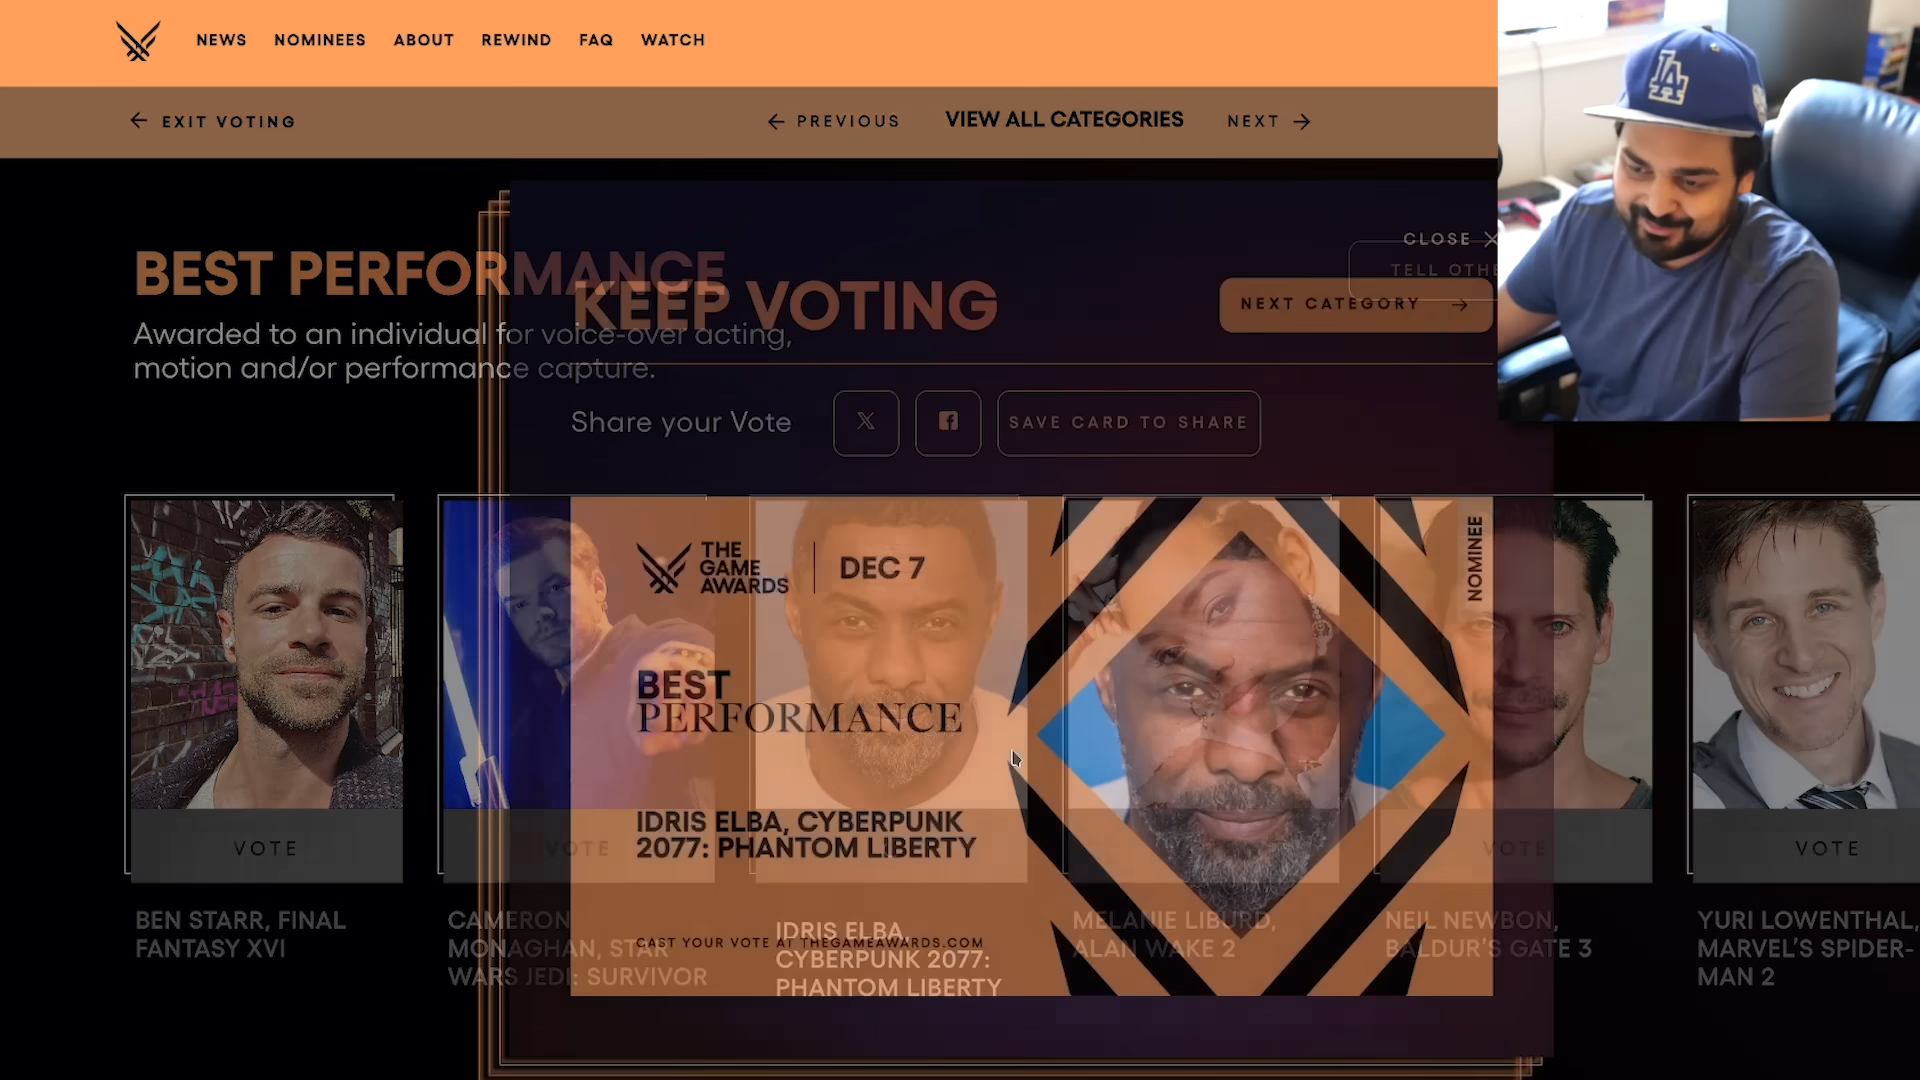 NEWS NOMINEES ABOUT REWIND FAQ WATCH
EXIT VOTING
PREVIOUS VIEW ALL CATEGORIES NEXT
LA
CLOSE
TELL OTHE
BEST PERFORMANCE
KEEP VOTING
NEXT CATEGORY
Awarded to an individual for voice-over acting,
motion and/or performance capture.
Share your Vote
SAVE CARD TO SHARE
THE
GAME
AWARDS
DEC 7
NOMINEE
BEST
PERFORMANCE
IDRIS ELBA, CYBERPUNK
2077: PHANTOM LIBERTY
CAST YOUR VOTE AT THEGAMEAWARDS.COM
VOTE
VOTE
VOTE
VOTE
BEN STARR, FINAL
FANTASY XVI
CAMERON
MONAGHAN, STAR
WARS JEDI: SURVIVOR
IDRIS ELBA,
CYBERPUNK 2077:
PHANTOM LIBERTY
MELANIE LIBURD,
ALAN WAKE 2
NEIL NEWBON,
BALDUR'S GATE 3
YURI LOWENTHAL,
MARVEL'S SPIDER-
MAN 2